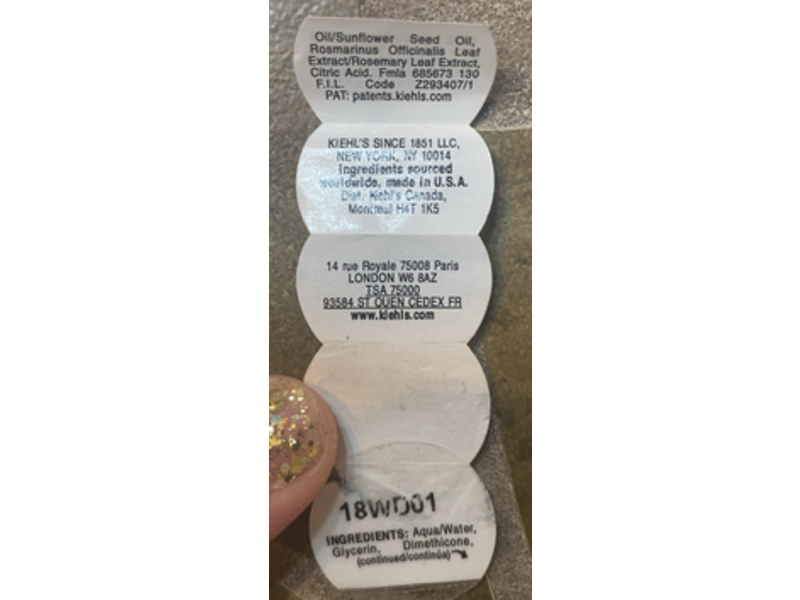 Oil/Sunflower Seed Oil,
Rosmarinus Officinalis Leaf
Extract/Rosemary Leaf Extract,
Citric Acid. Fmla 685673 130
F.I.L. Code Z293407/1
PAT: patents.kiehls.com
KIEHL'S SINCE 1851 LLC,
NEW YORK, NY 10014
Ingredients sourced
worldwide, made in U.S.A.
Dist. Kiehl's Canada,
Montreal H4T 1K5
14 rue Royale 75008 Paris
LONDON W6 8AZ
TSA 75000
93584 ST OUEN CEDEX FR
www.kiehls.com
18WD01
INGREDIENTS: Aqua/Water,
Glycerin, Dimethicone,
(continued/continúa)